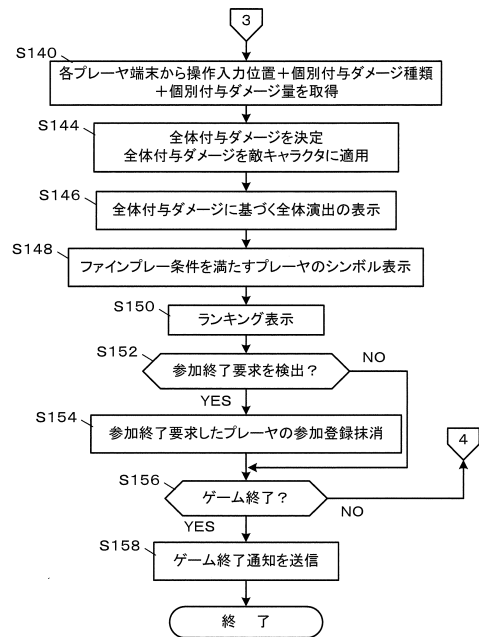 3
S140
各プレーヤ端末から操作入力位置＋個別付与ダメージ種類
＋個別付与ダメージ量を取得
S144
全体付与ダメージを決定
全体付与ダメージを敵キャラクタに適用
S146
全体付与ダメージに基づく全体演出の表示
S148
ファインプレー条件を満たすプレーヤのシンボル表示
S150
ランキング表示
S152
参加終了要求を検出？
NO
YES
S154
参加終了要求したプレーヤの参加登録抹消
4
S156
ゲーム終了？
NO
YES
S158
ゲーム終了通知を送信
終 了